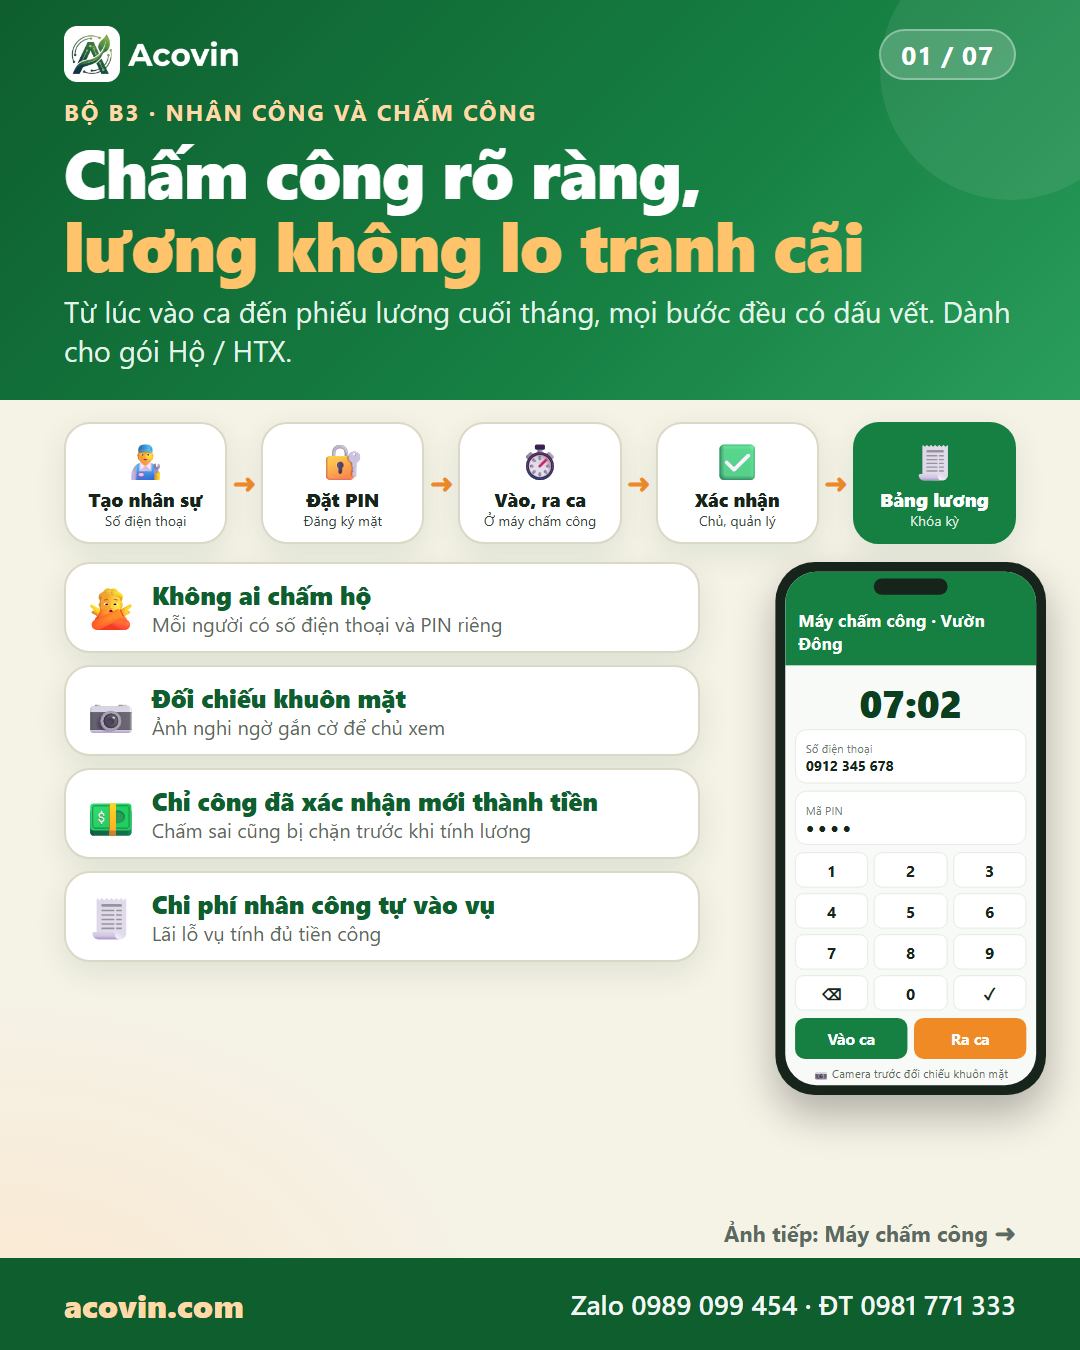 Acovin
01 / 07
BỘ B3 · NHÂN CÔNG VÀ CHẤM CÔNG
Chấm công rõ ràng,
lương không lo tranh cãi
Từ lúc vào ca đến phiếu lương cuối tháng, mọi bước đều có dấu vết. Dành
cho gói Hộ / HTX.
Tạo nhân sự
Số điện thoại
➜
Đặt PIN
Đăng ký mặt
➜
Vào, ra ca
Ở máy chấm công
➜
Xác nhận
Chủ, quản lý
➜
Bảng lương
Khóa kỳ
Không ai chấm hộ
Mỗi người có số điện thoại và PIN riêng
Đối chiếu khuôn mặt
Ảnh nghi ngờ gắn cờ để chủ xem
Chỉ công đã xác nhận mới thành tiền
Chấm sai cũng bị chặn trước khi tính lương
Chi phí nhân công tự vào vụ
Lãi lỗ vụ tính đủ tiền công
Máy chấm công · Vườn
Đông
07:02
Số điện thoại
0912 345 678
Mã PIN
••••
1 2 3
4 5 6
7 8 9
⌫ 0 ✓
Vào ca Ra ca
Camera trước đối chiếu khuôn mặt
Ảnh tiếp: Máy chấm công ➜
acovin.com
Zalo 0989 099 454 · ĐT 0981 771 333